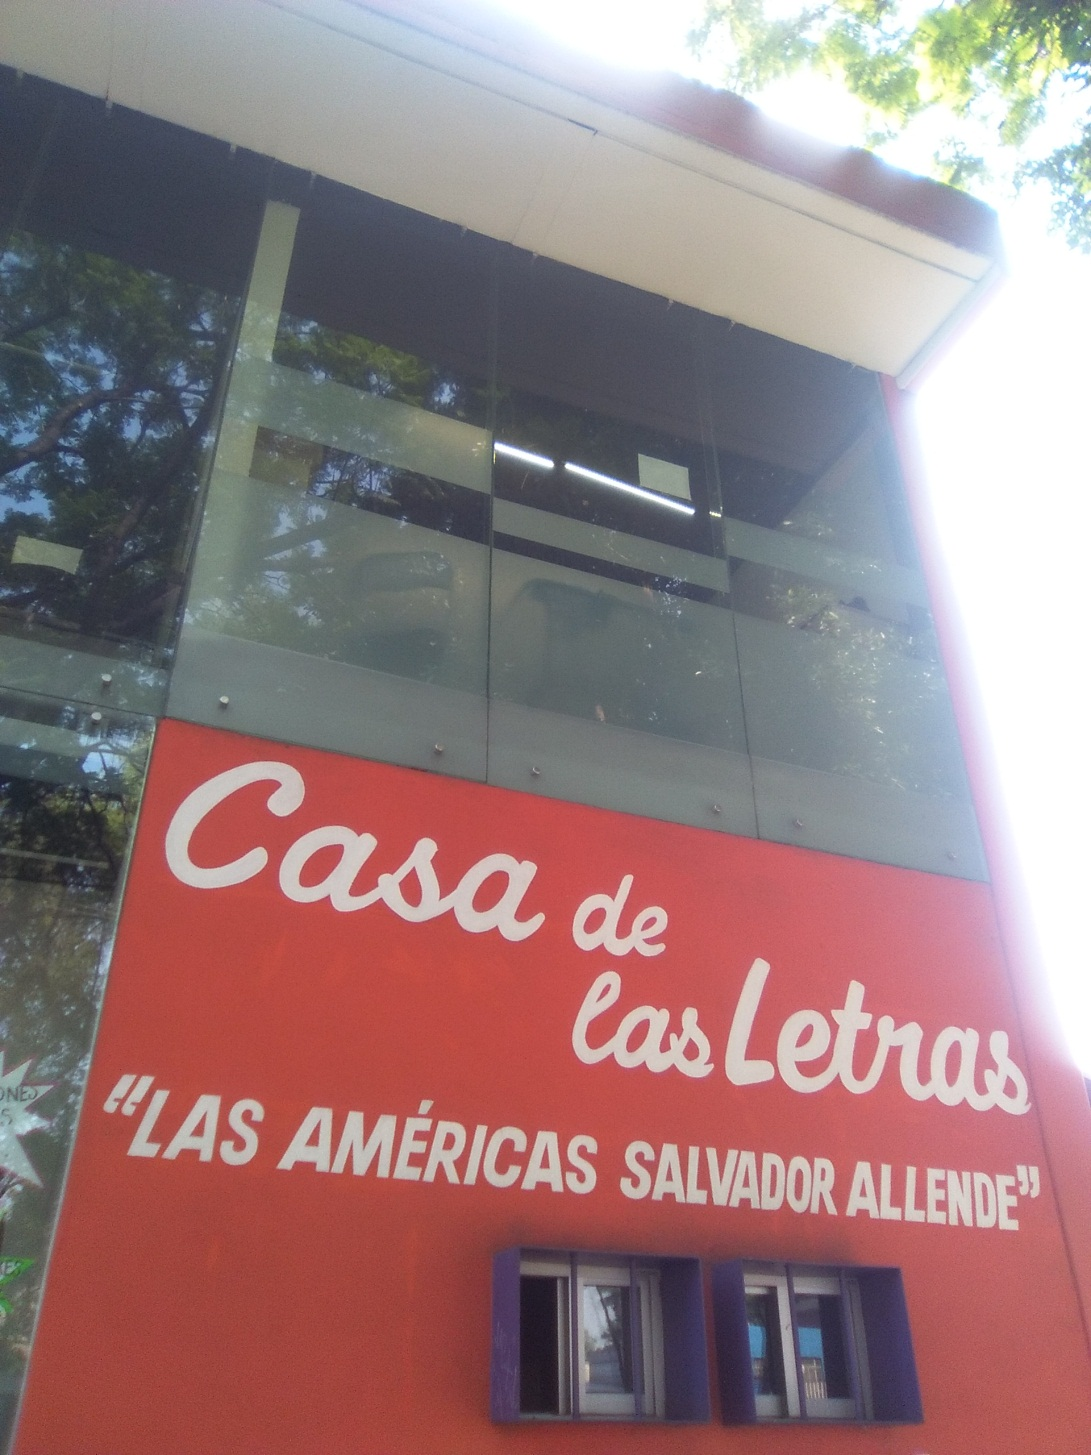 Casa de
las Letras
“LAS AMÉRICAS SALVADOR ALLENDE”